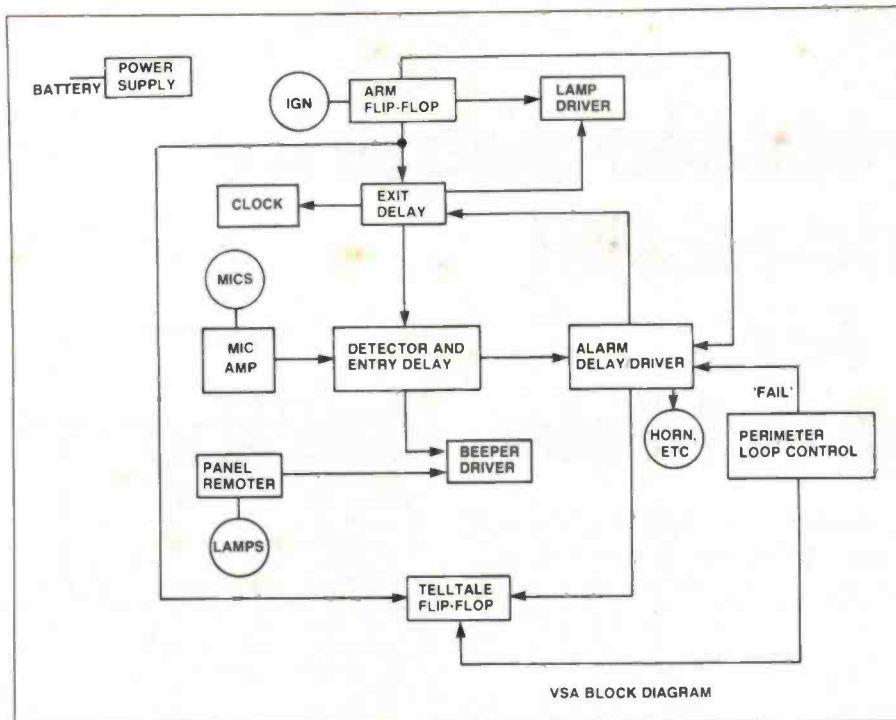 POWER
SUPPLY
BATTERY
IGN
ARM
FLIP-FLOP
LAMP
DRIVER
CLOCK
EXIT
DELAY
MICS
MIC
AMP
DETECTOR AND
ENTRY DELAY
ALARM
DELAY/DRIVER
'FAIL'
HORN,
ETC
PERIMETER
LOOP CONTROL
PANEL
REMOTER
BEEPER
DRIVER
LAMPS
TELLTALE
FLIP-FLOP
VSA BLOCK DIAGRAM